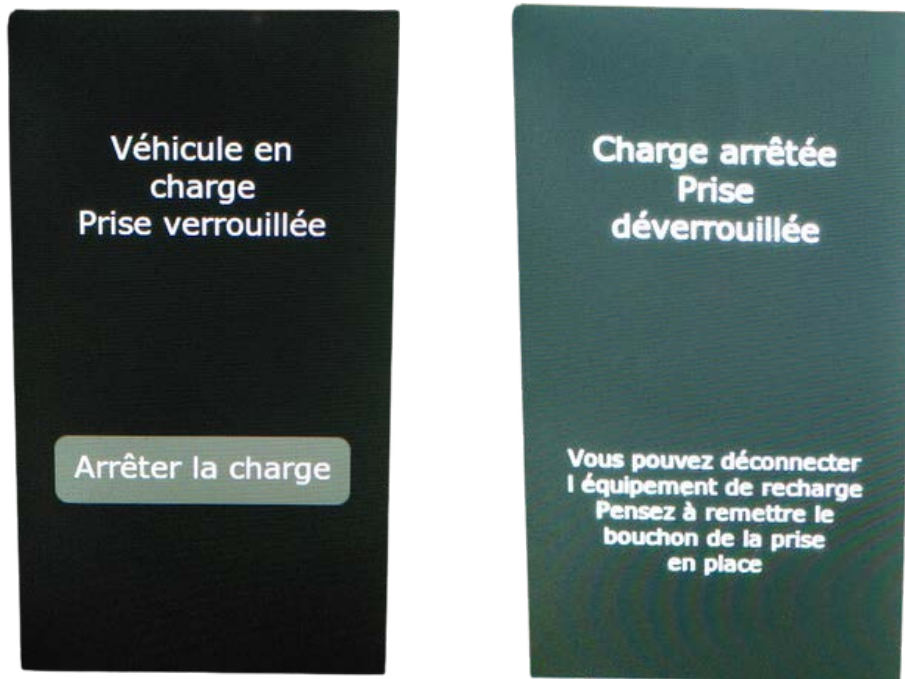 Véhicule en
charge
Prise verrouillée
Arrêter la charge
Charge arrêtée
Prise
déverrouillée
Vous pouvez déconnecter
l équipement de recharge
Pensez à remettre le
bouchon de la prise
en place